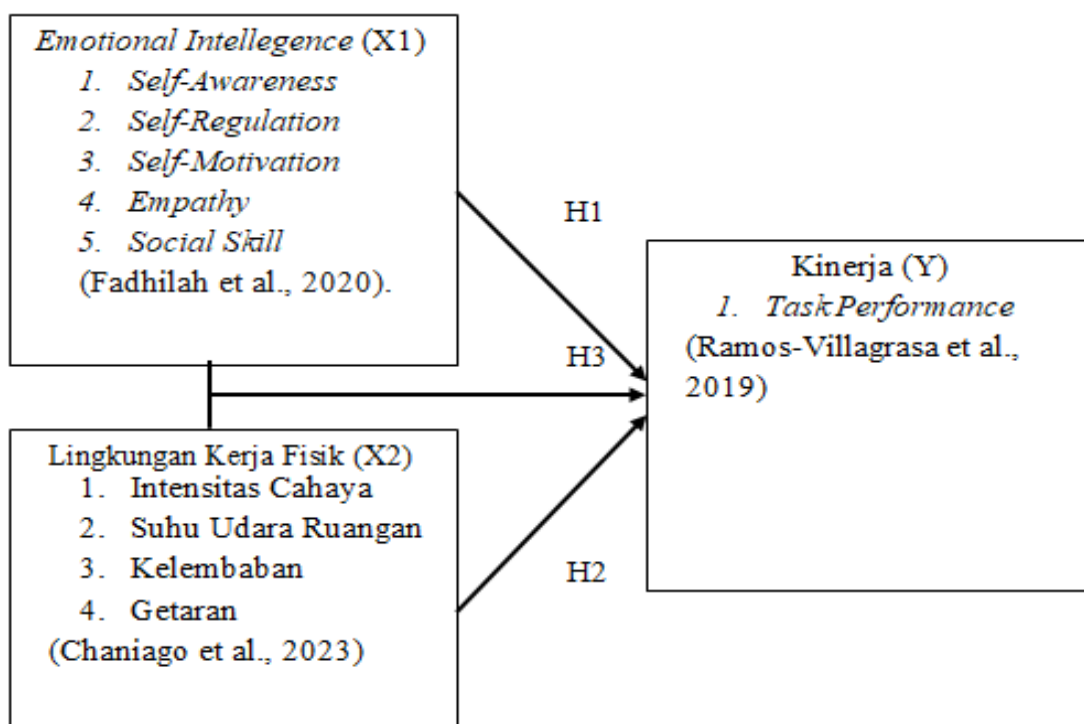 Emotional Intellegence (X1)
1. Self-Awareness
2. Self-Regulation
3. Self-Motivation
4. Empathy
5. Social Skill
(Fadhilah et al., 2020).
H1
Kinerja (Y)
1. Task Performance
(Ramos-Villagrasa et al.,
2019)
H3
Lingkungan Kerja Fisik (X2)
1. Intensitas Cahaya
2. Suhu Udara Ruangan
3. Kelembaban
4. Getaran
(Chaniago et al., 2023)
H2